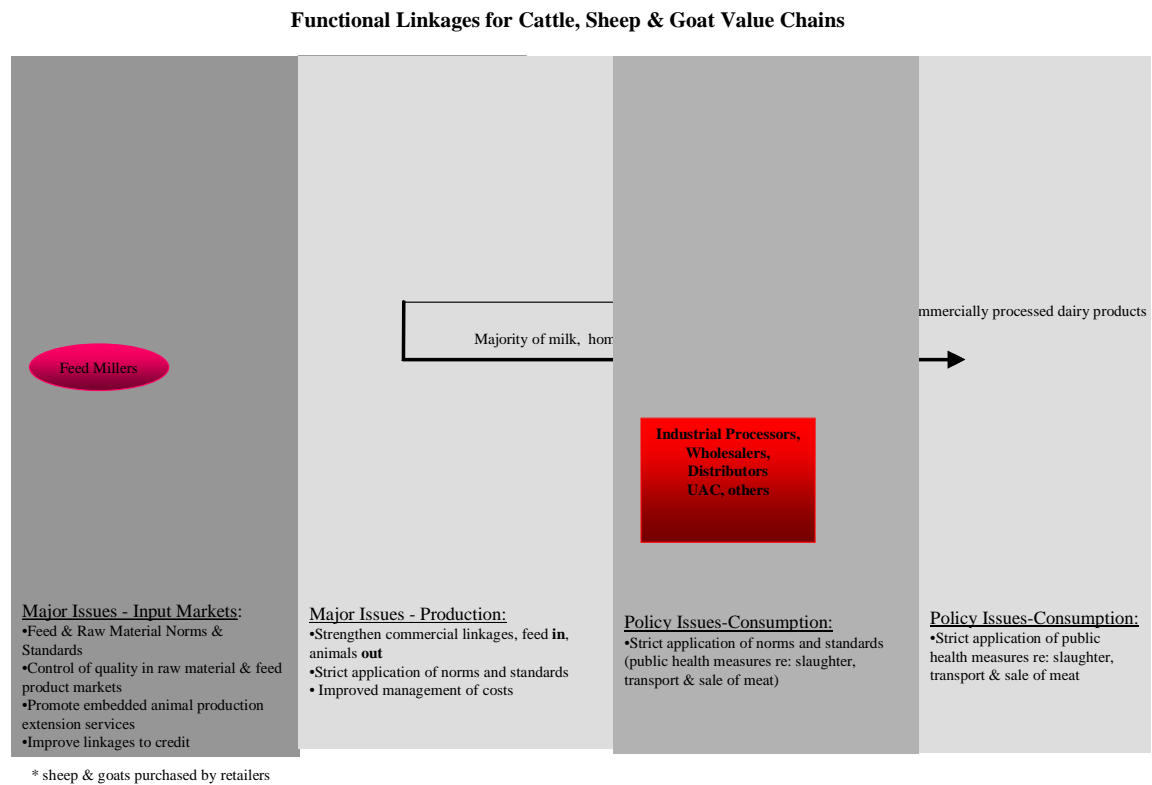 Functional Linkages for Cattle, Sheep & Goat Value Chains
mmercially processed dairy products
Majority of milk, hom
Feed Millers
Industrial Processors,
Wholesalers,
Distributors
UAC, others
Major Issues - Input Markets:
•Feed & Raw Material Norms &
Standards
•Control of quality in raw material & feed
product markets
•Promote embedded animal production
extension services
•Improve linkages to credit
Major Issues - Production:
•Strengthen commercial linkages, feed in,
animals out
•Strict application of norms and standards
• Improved management of costs
Policy Issues-Consumption:
•Strict application of norms and standards
(public health measures re: slaughter,
transport & sale of meat)
Policy Issues-Consumption:
•Strict application of public
health measures re: slaughter,
transport & sale of meat
* sheep & goats purchased by retailers